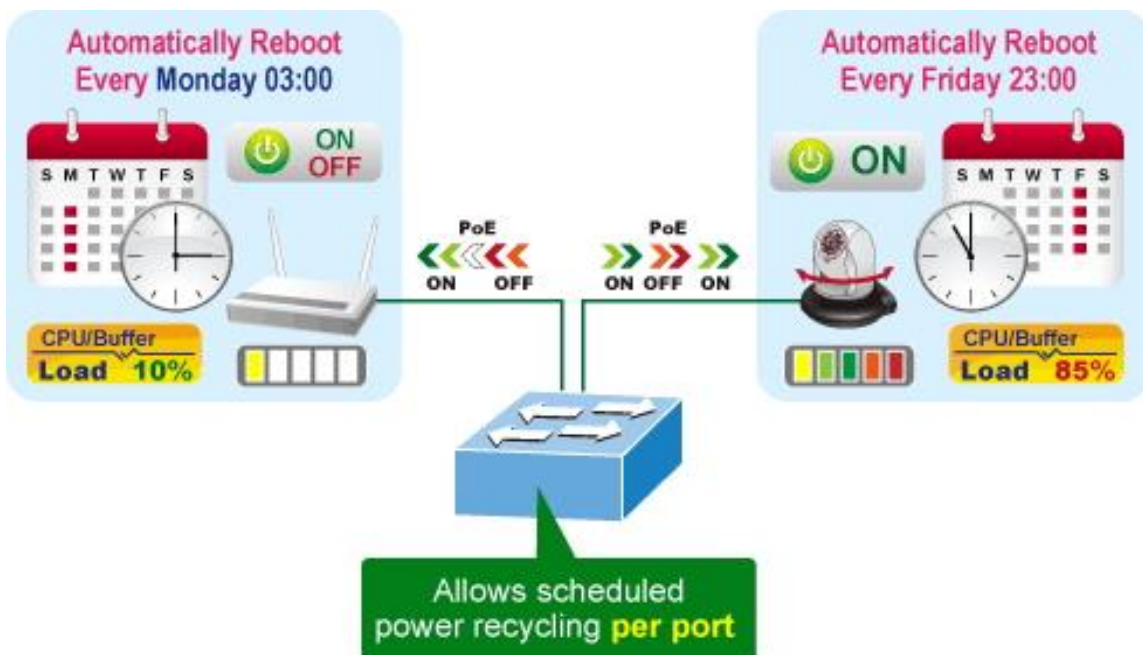 Automatically Reboot
Every Monday 03:00
ON
OFF
S M T W T F S
PoE
ON OFF
CPU/Buffer
Load 10%
Automatically Reboot
Every Friday 23:00
ON
S M T W T F S
PoE
ON OFF ON
CPU/Buffer
Load 85%
Allows scheduled
power recycling per port